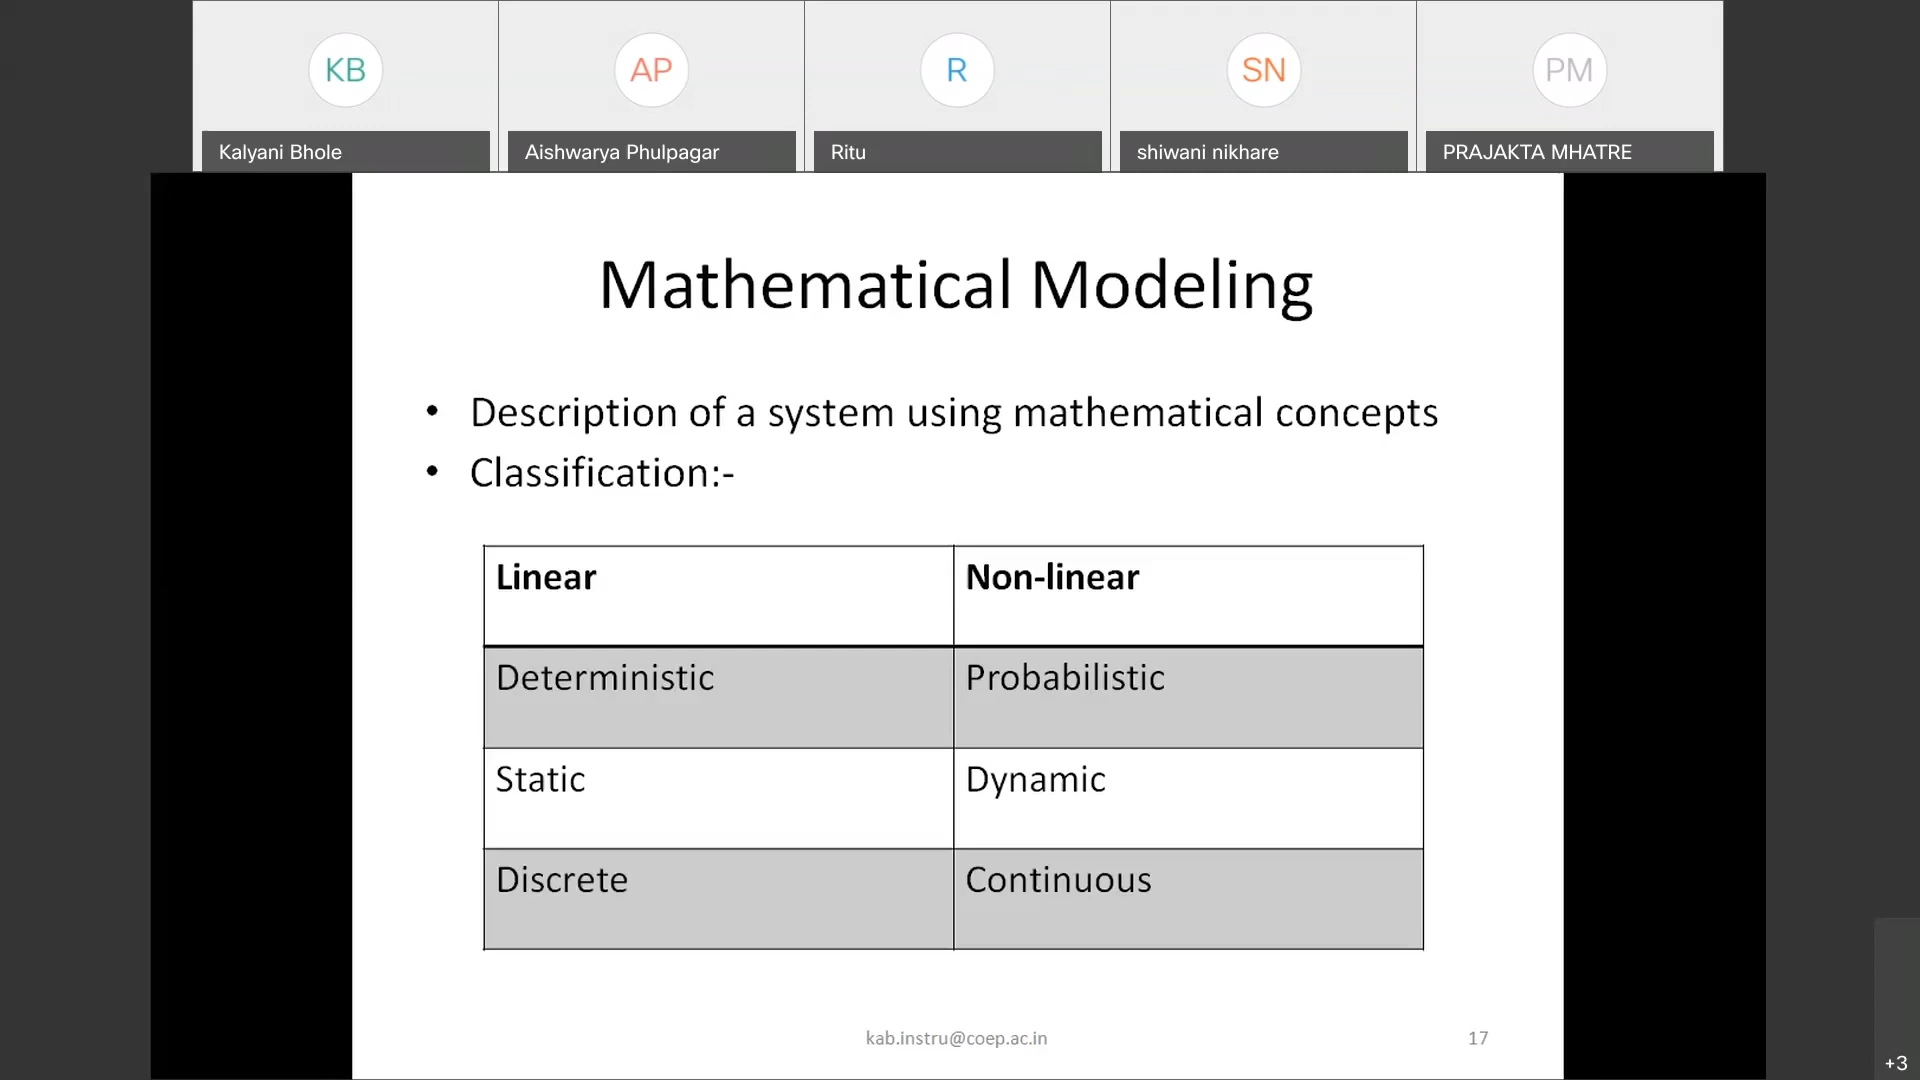 KB
AP
R
SN
PM
Kalyani Bhole
Aishwarya Phulpagar
Ritu
shiwani nikhare
PRAJAKTA MHATRE
Mathematical Modeling
• Description of a system using mathematical concepts
• Classification:-
Linear
Non-linear
Deterministic
Probabilistic
Static
Dynamic
Discrete
Continuous
kab.instru@coep.ac.in
17
+3